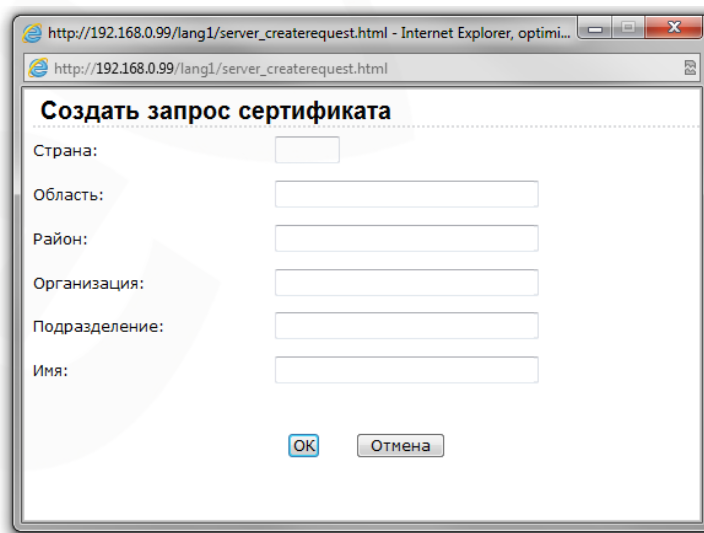 http://192.168.0.99/lang1/server_createrequest.html - Internet Explorer, optimi...
http://192.168.0.99/lang1/server_createrequest.html
Создать запрос сертификата
Страна:
Область:
Район:
Организация:
Подразделение:
Имя:
OK Отмена